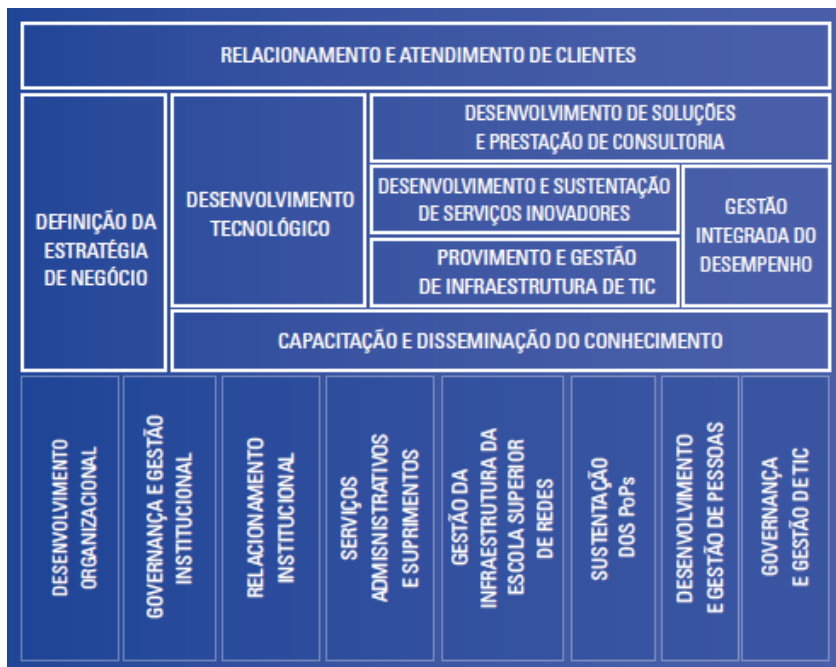 RELACIONAMENTO E ATENDIMENTO DE CLIENTES
DEFINIÇÃO DA
ESTRATÉGIA
DE NEGÓCIO
DESENVOLVIMENTO
TECNOLÓGICO
DESENVOLVIMENTO DE SOLUÇÕES
E PRESTAÇÃO DE CONSULTORIA
DESENVOLVIMENTO E SUSTENTAÇÃO
DE SERVIÇOS INOVADORES
PROVIMENTO E GESTÃO
DE INFRAESTRUTURA DE TIC
GESTÃO
INTEGRADA DO
DESEMPENHO
CAPACITAÇÃO E DISSEMINAÇÃO DO CONHECIMENTO
DESENVOLVIMENTO
ORGANIZACIONAL
GOVERNANÇA E GESTÃO
INSTITUCIONAL
RELACIONAMENTO
INSTITUCIONAL
SERVIÇOS
ADMISNISTRATIVOS
E SUPRIMENTOS
GESTÃO DA
INFRAESTRUTURA DA
ESCOLA SUPERIOR
DE REDES
SUSTENTAÇÃO
DOS PoPs
DESENVOLVIMENTO
E GESTÃO DE PESSOAS
GOVERNANÇA
E GESTÃO DE TIC